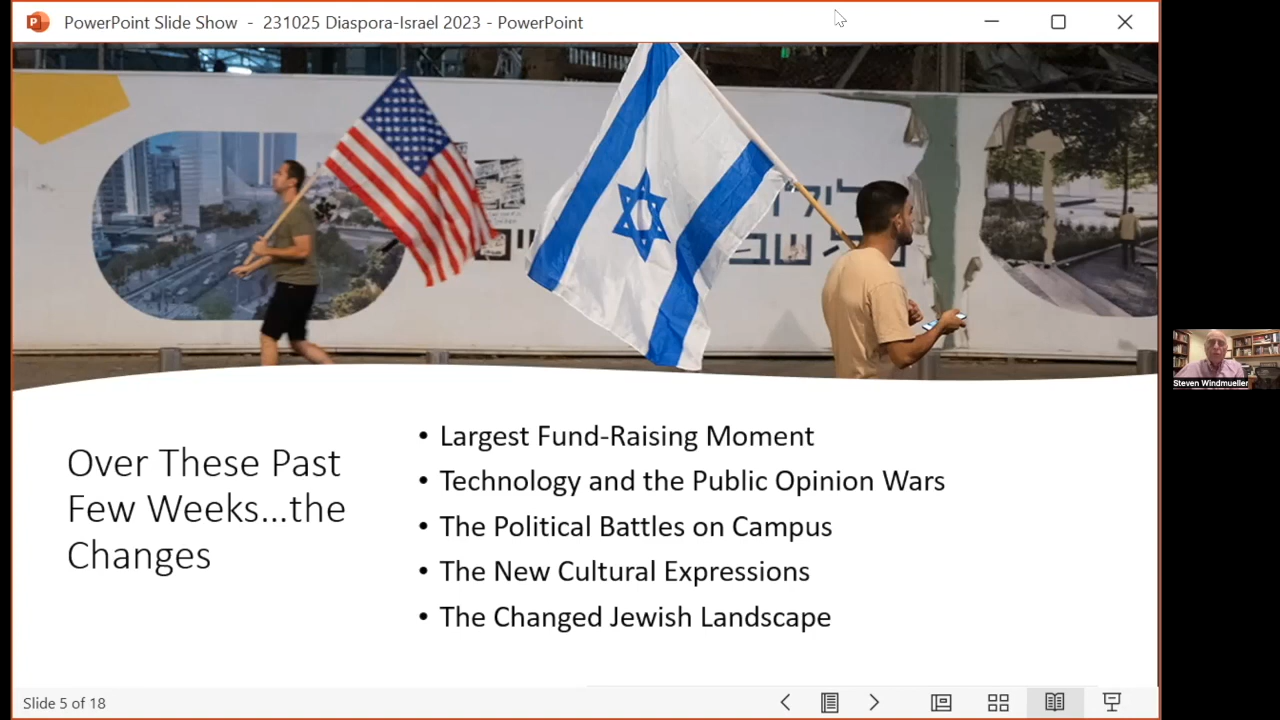 PowerPoint Slide Show - 231025 Diaspora-Israel 2023 - PowerPoint
Over These Past
Few Weeks...the
Changes
• Largest Fund-Raising Moment
• Technology and the Public Opinion Wars
• The Political Battles on Campus
• The New Cultural Expressions
• The Changed Jewish Landscape
Steven Windmueller
Slide 5 of 18